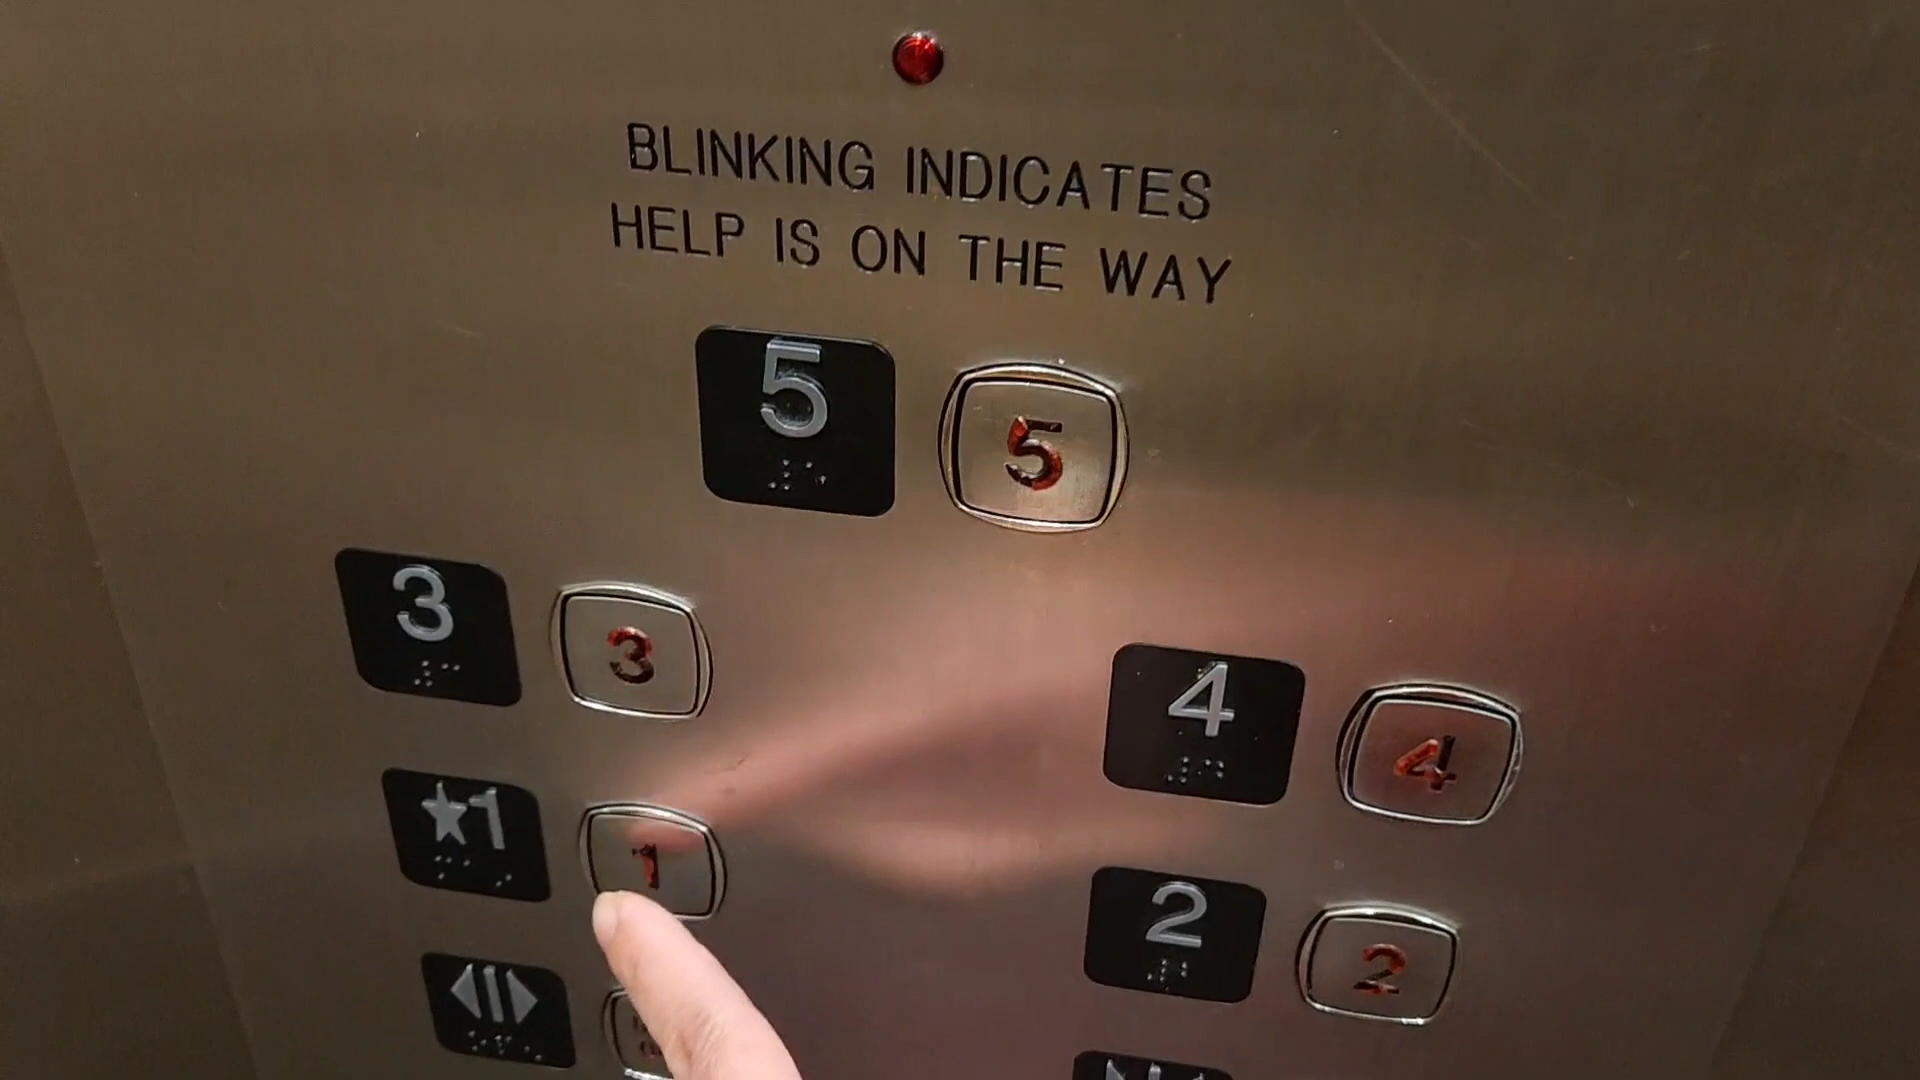 BLINKING INDICATES
HELP IS ON THE WAY
5 5
3 3
4 4
★1 1
2 2